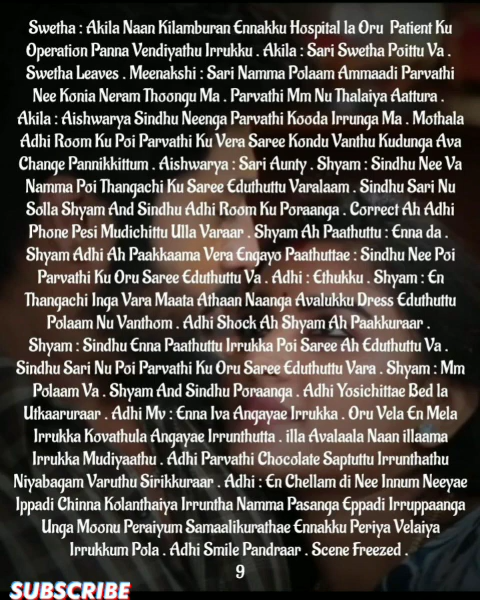 Swetha : Akila Naan Kilamburan Ennakku Hospital la Oru Patient Ku
Operation Panna Vendiyathu Irrukku . Akila : Sari Swetha Poittu Va .
Swetha Leaves . Meenakshi : Sari Namma Polaam Ammaadi Parvathi
Nee Konia Neram Thoongu Ma . Parvathi Mm Nu Thalaiya Aattura .
Akila : Aishwarya Sindhu Neenga Parvathi Kooda Irrunga Ma . Mothala
Adhi Room Ku Poi Parvathi Ku Vera Saree Kondu Vanthu Kudunga Ava
Change Pannikkittum . Aishwarya : Sari Aunty . Shyam : Sindhu Nee Va
Namma Poi Thangachi Ku Saree Eduthuttu Varalaam . Sindhu Sari Nu
Solla Shyam And Sindhu Adhi Room Ku Poraanga . Correct Ah Adhi
Phone Pesi Mudichittu Ulla Varaar . Shyam Ah Paathuttu : Enna da .
Shyam Adhi Ah Paakkaama Vera Engayo Paathuttae : Sindhu Nee Poi
Parvathi Ku Oru Saree Eduthuttu Va . Adhi : Ethukku . Shyam : En
Thangachi Inga Vara Maata Athaan Naanga Avalukku Dress Eduthuttu
Polaam Nu Vanthom . Adhi Shock Ah Shyam Ah Paakkuraar .
Shyam : Sindhu Enna Paathuttu Irrukka Poi Saree Ah Eduthuttu Va .
Sindhu Sari Nu Poi Parvathi Ku Oru Saree Eduthuttu Vara . Shyam : Mm
Polaam Va . Shyam And Sindhu Poraanga . Adhi Yosichittae Bed la
Utkaaruraar . Adhi Mv : Enna Iva Angayae Irrukka . Oru Vela En Mela
Irrukka Kovathula Angayae Irrunthutta . illa Avalaala Naan illaama
Irrukka Mudiyaathu . Adhi Parvathi Chocolate Saptuttu Irrunthathu
Niyabagam Varuthu Sirikkuraar . Adhi : En Chellam di Nee Innum Neeyae
Ippadi Chinna Kolanthaiya Irruntha Namma Pasanga Eppadi Irruppaanga
Unga Moonu Peraiyum Samaalikurathae Ennakku Periya Velaiya
Irrukkum Pola . Adhi Smile Pandraar . Scene Freezed .
9
SUBSCRIBE